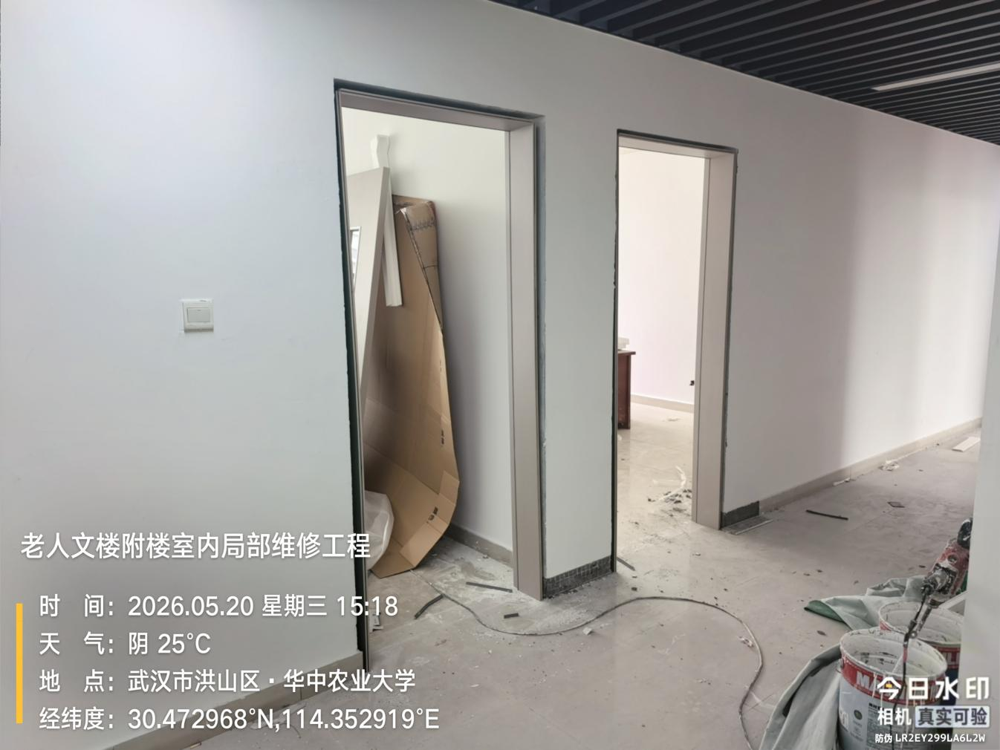 老人文楼附楼室内局部维修工程
时 间：2026.05.20 星期三 15:18
天 气：阴 25℃
地 点：武汉市洪山区·华中农业大学
经纬度：30.472968°N,114.352919°E
今日水印
相机 真实可验
防伪 LR2EY299LA6L2W